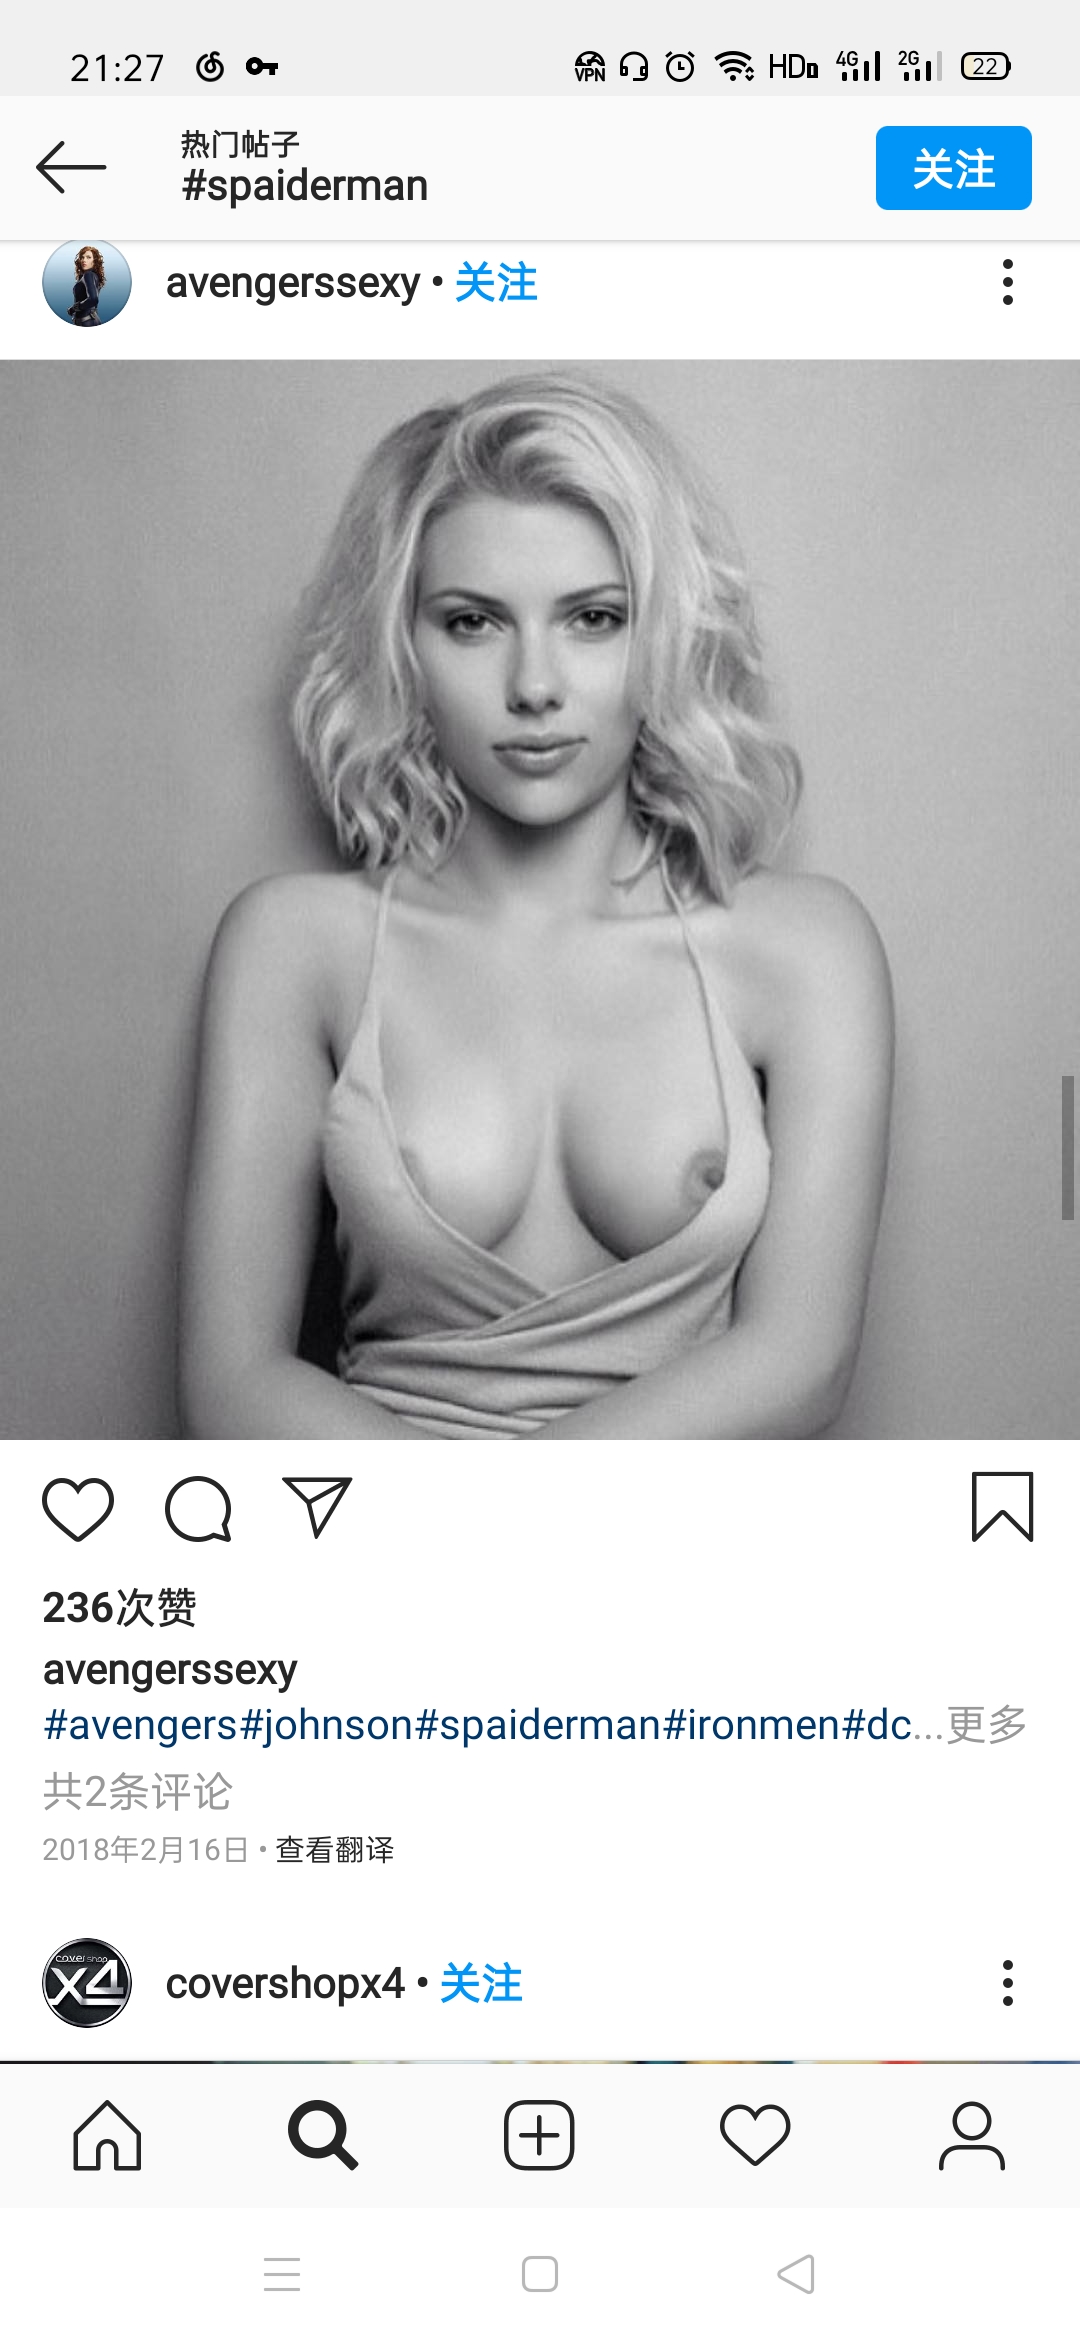 21:27
VPN
HD
4G
2G
22
热门帖子
#spaiderman
关注
avengerssexy • 关注
236次赞
avengerssexy
#avengers#johnson#spaiderman#ironmen#dc...更多
共2条评论
2018年2月16日 • 查看翻译
cover shop
x4
covershopx4 • 关注